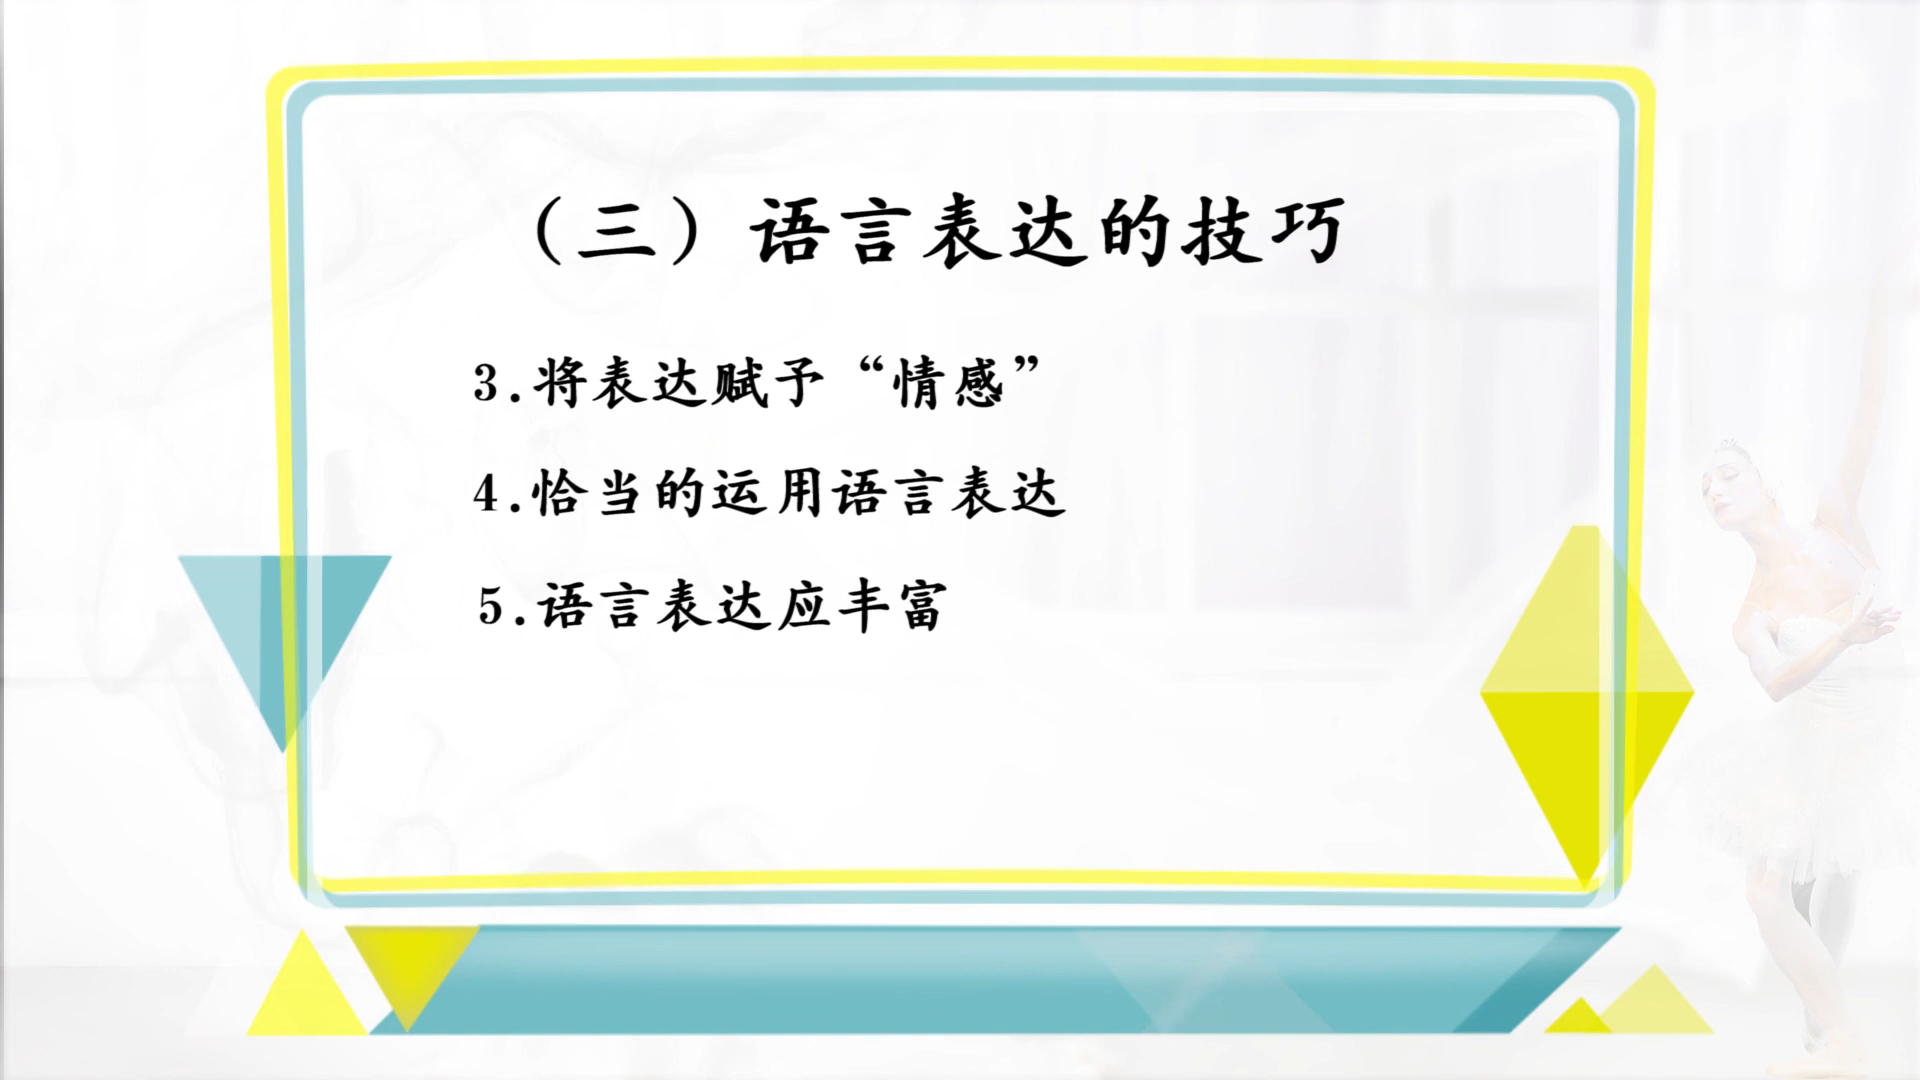 （三）语言表达的技巧
3.将表达赋予“情感”
4.恰当的运用语言表达
5.语言表达应丰富